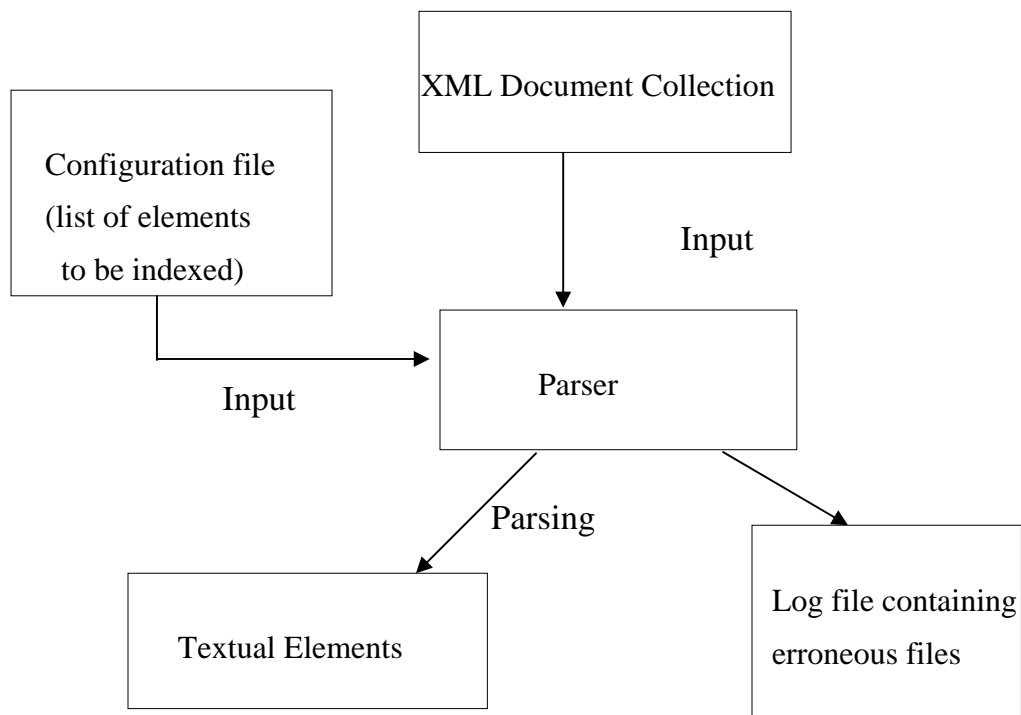 XML Document Collection
Configuration file
(list of elements
to be indexed)
Input
Parser
Input
Parsing
Textual Elements
Log file containing
erroneous files